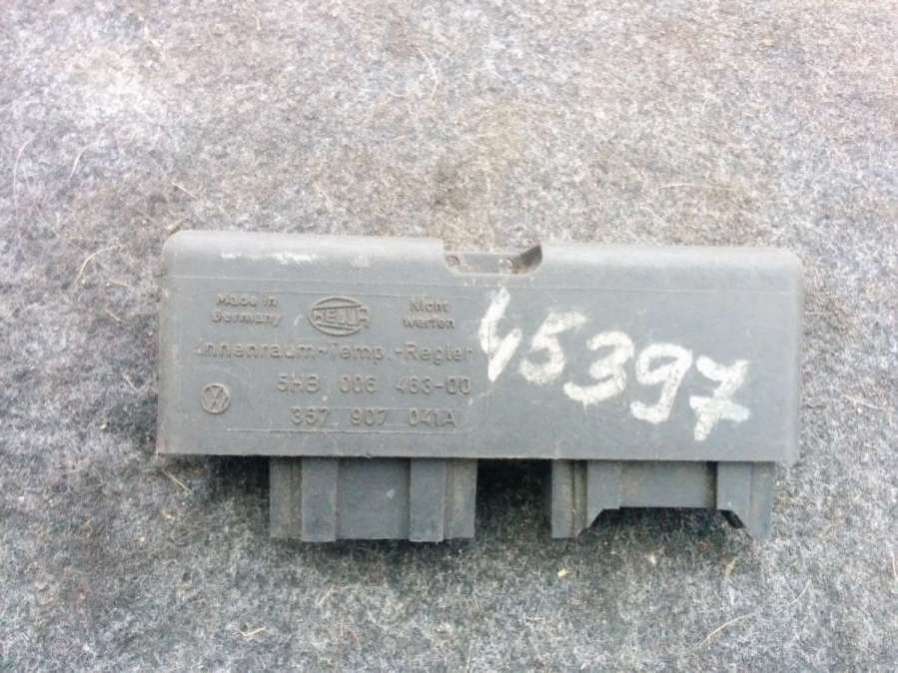 Made in
Germany
HELLA
Nicht
werfen
Innenraum-Temp.-Regler
5HB 006 463-00
357 907 041A
45397